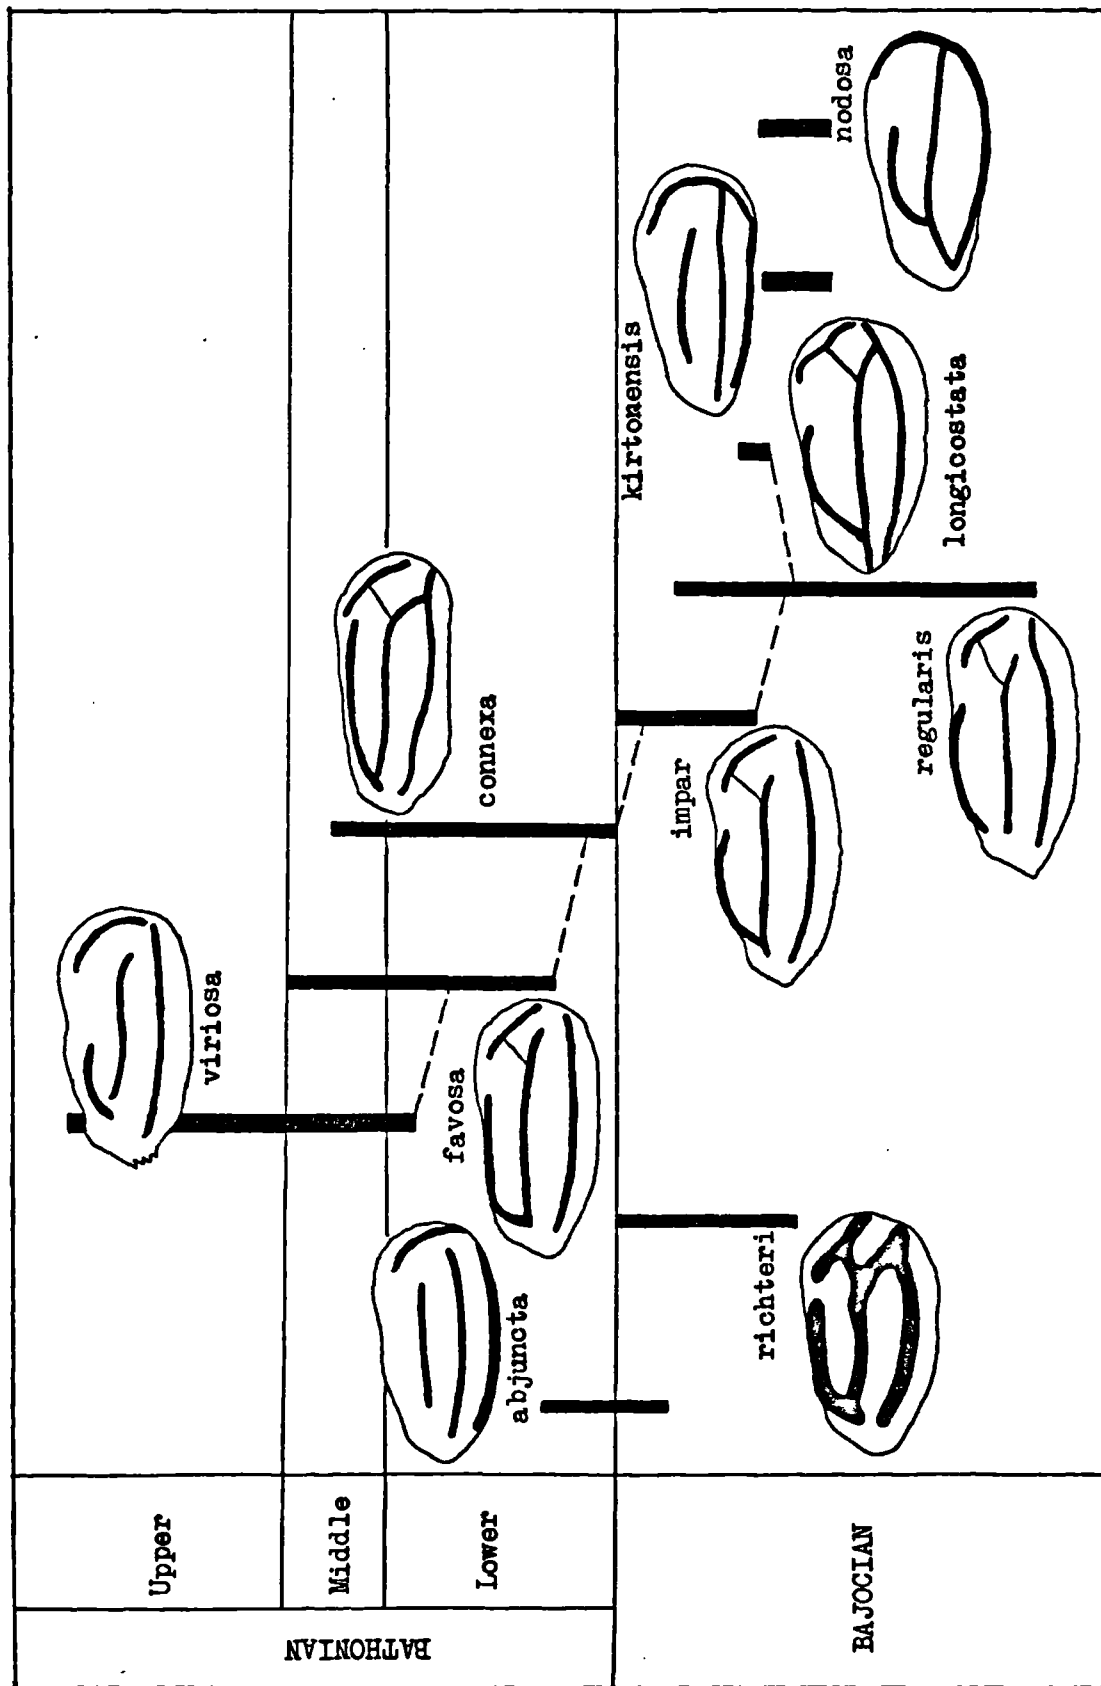 BATHONIAN
Upper
Middle
Lower
BAJOCIAN
viriosa
connexa
favosa
abjuncta
kirtonensis
nodosa
longicostata
impar
regularis
richteri